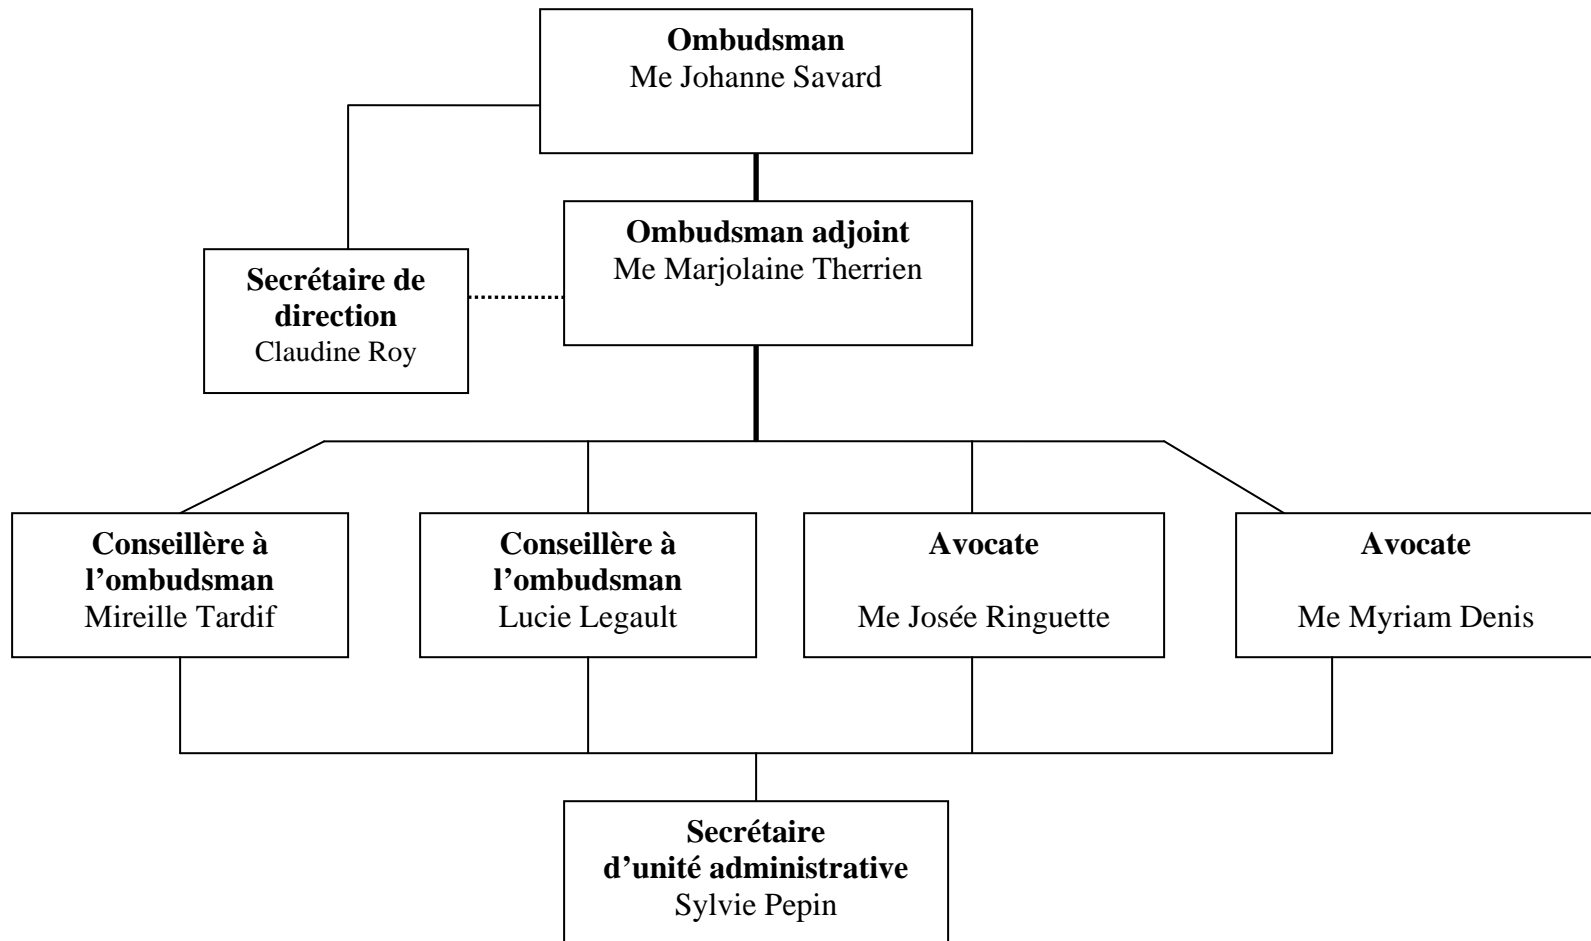 Ombudsman
Me Johanne Savard
Ombudsman adjoint
Me Marjolaine Therrien
Secrétaire de
direction
Claudine Roy
Conseillère à
l’ombudsman
Mireille Tardif
Conseillère à
l’ombudsman
Lucie Legault
Avocate
Me Josée Ringuette
Avocate
Me Myriam Denis
Secrétaire
d’unité administrative
Sylvie Pepin